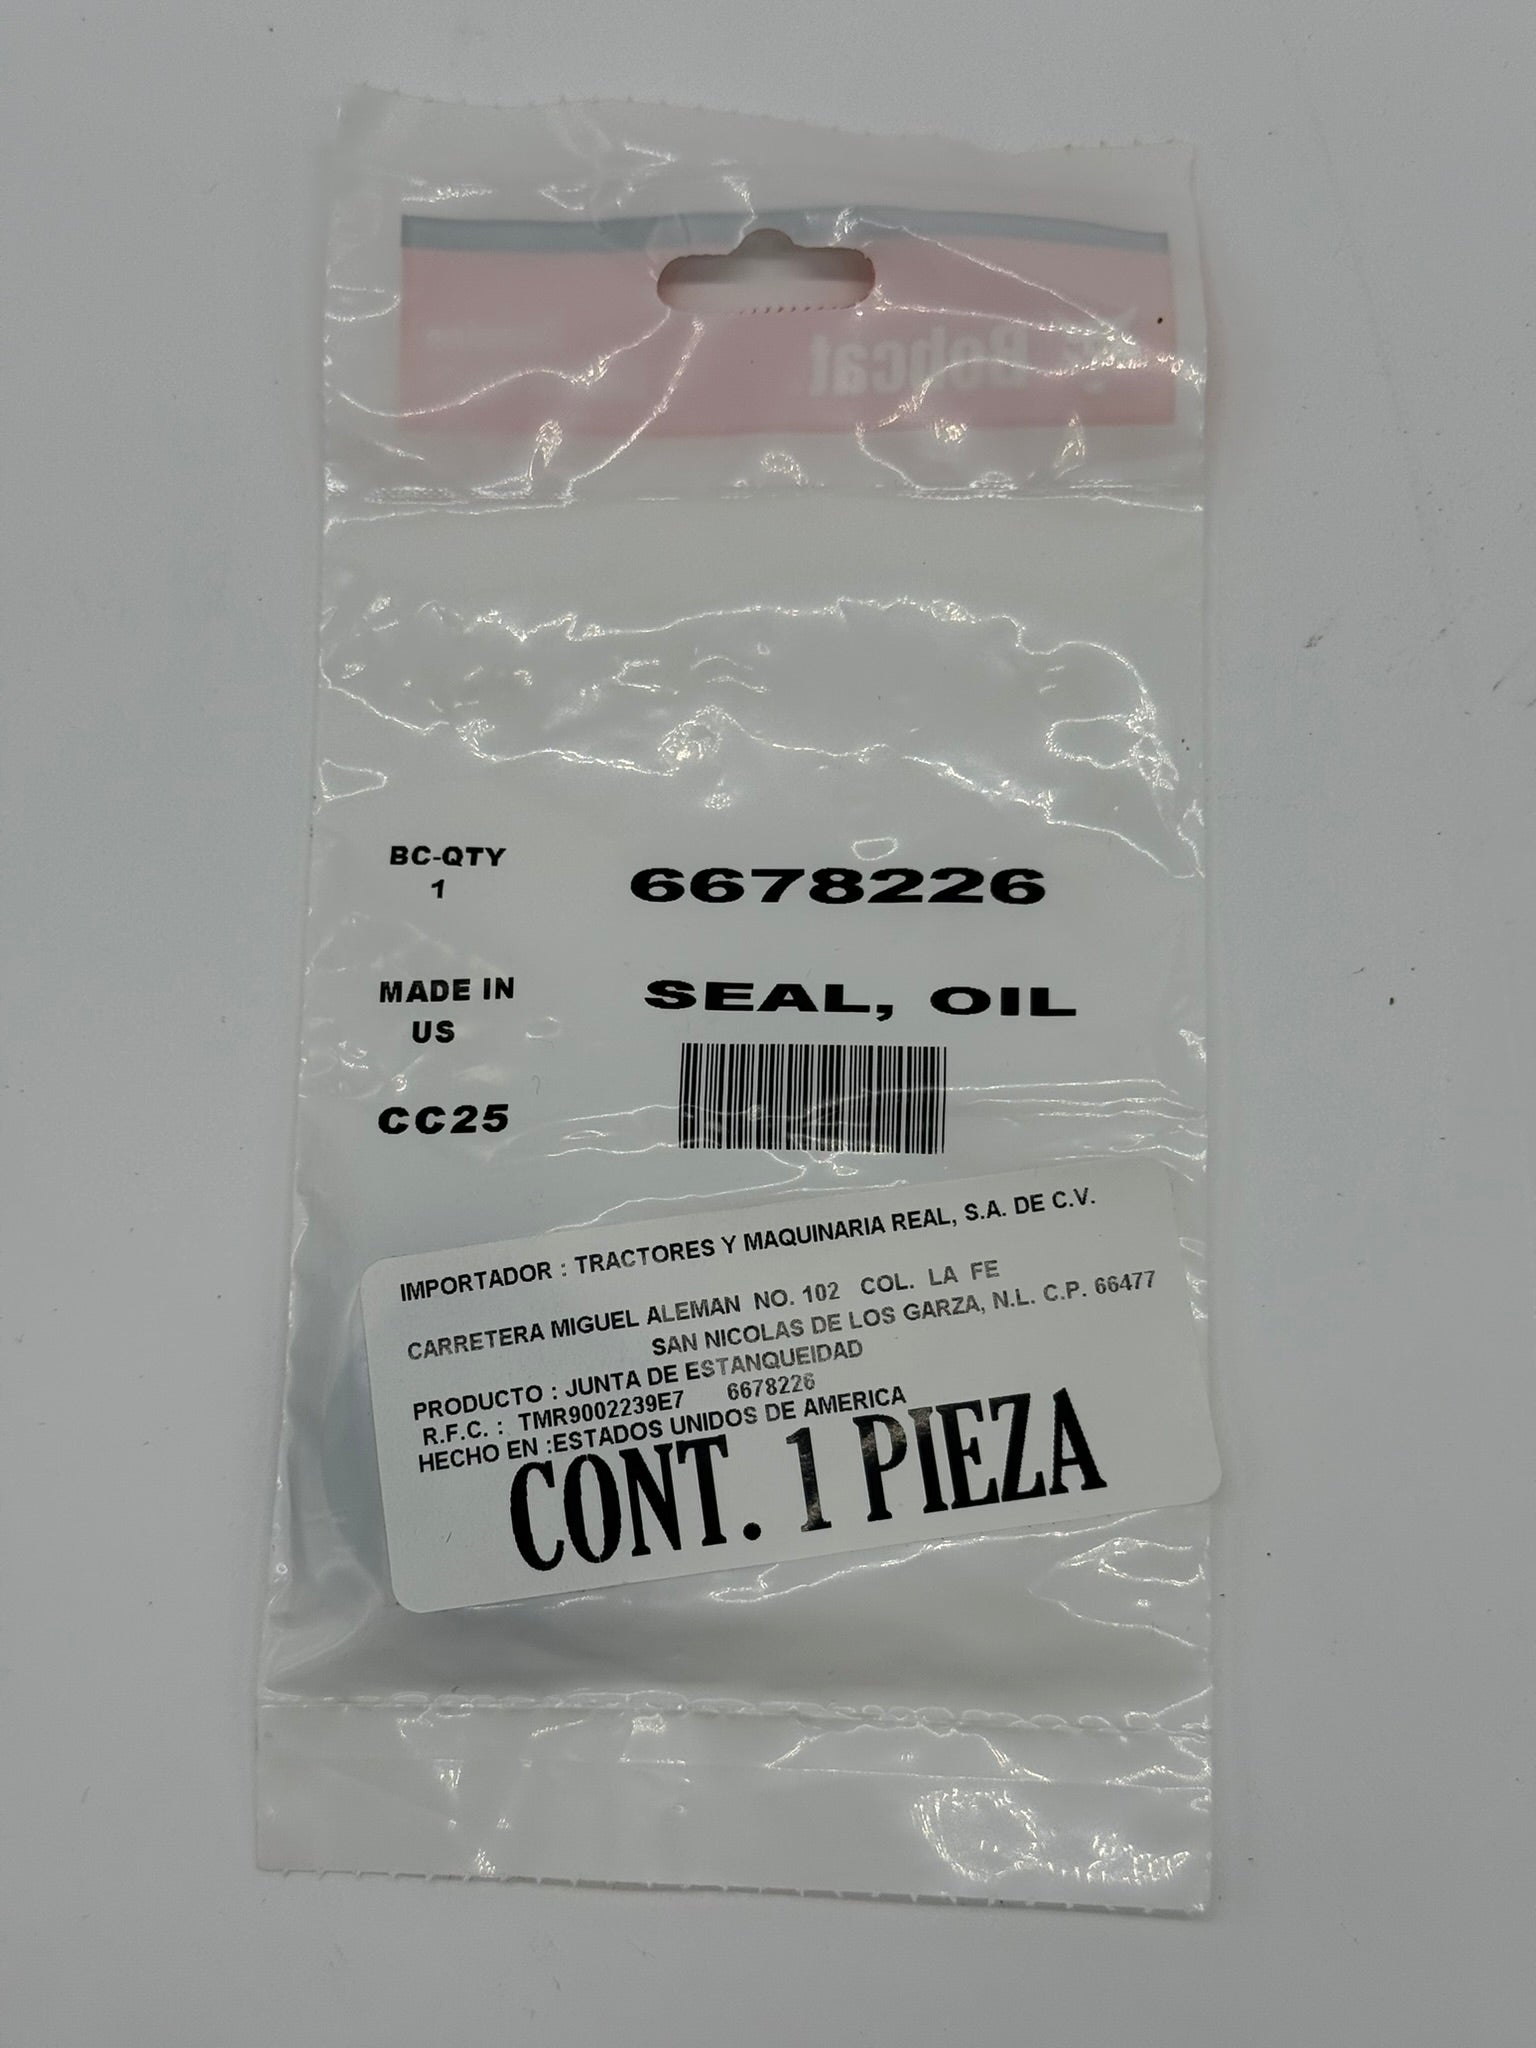 Bobcat
BC-QTY
1
6678226
MADE IN
US
SEAL, OIL
CC25
IMPORTADOR : TRACTORES Y MAQUINARIA REAL, S.A. DE C.V.
CARRETERA MIGUEL ALEMAN NO. 102 COL. LA FE
SAN NICOLAS DE LOS GARZA, N.L. C.P. 66477
PRODUCTO : JUNTA DE ESTANQUEIDAD
R.F.C. : TMR9002239E7 6678226
HECHO EN :ESTADOS UNIDOS DE AMERICA
CONT. 1 PIEZA